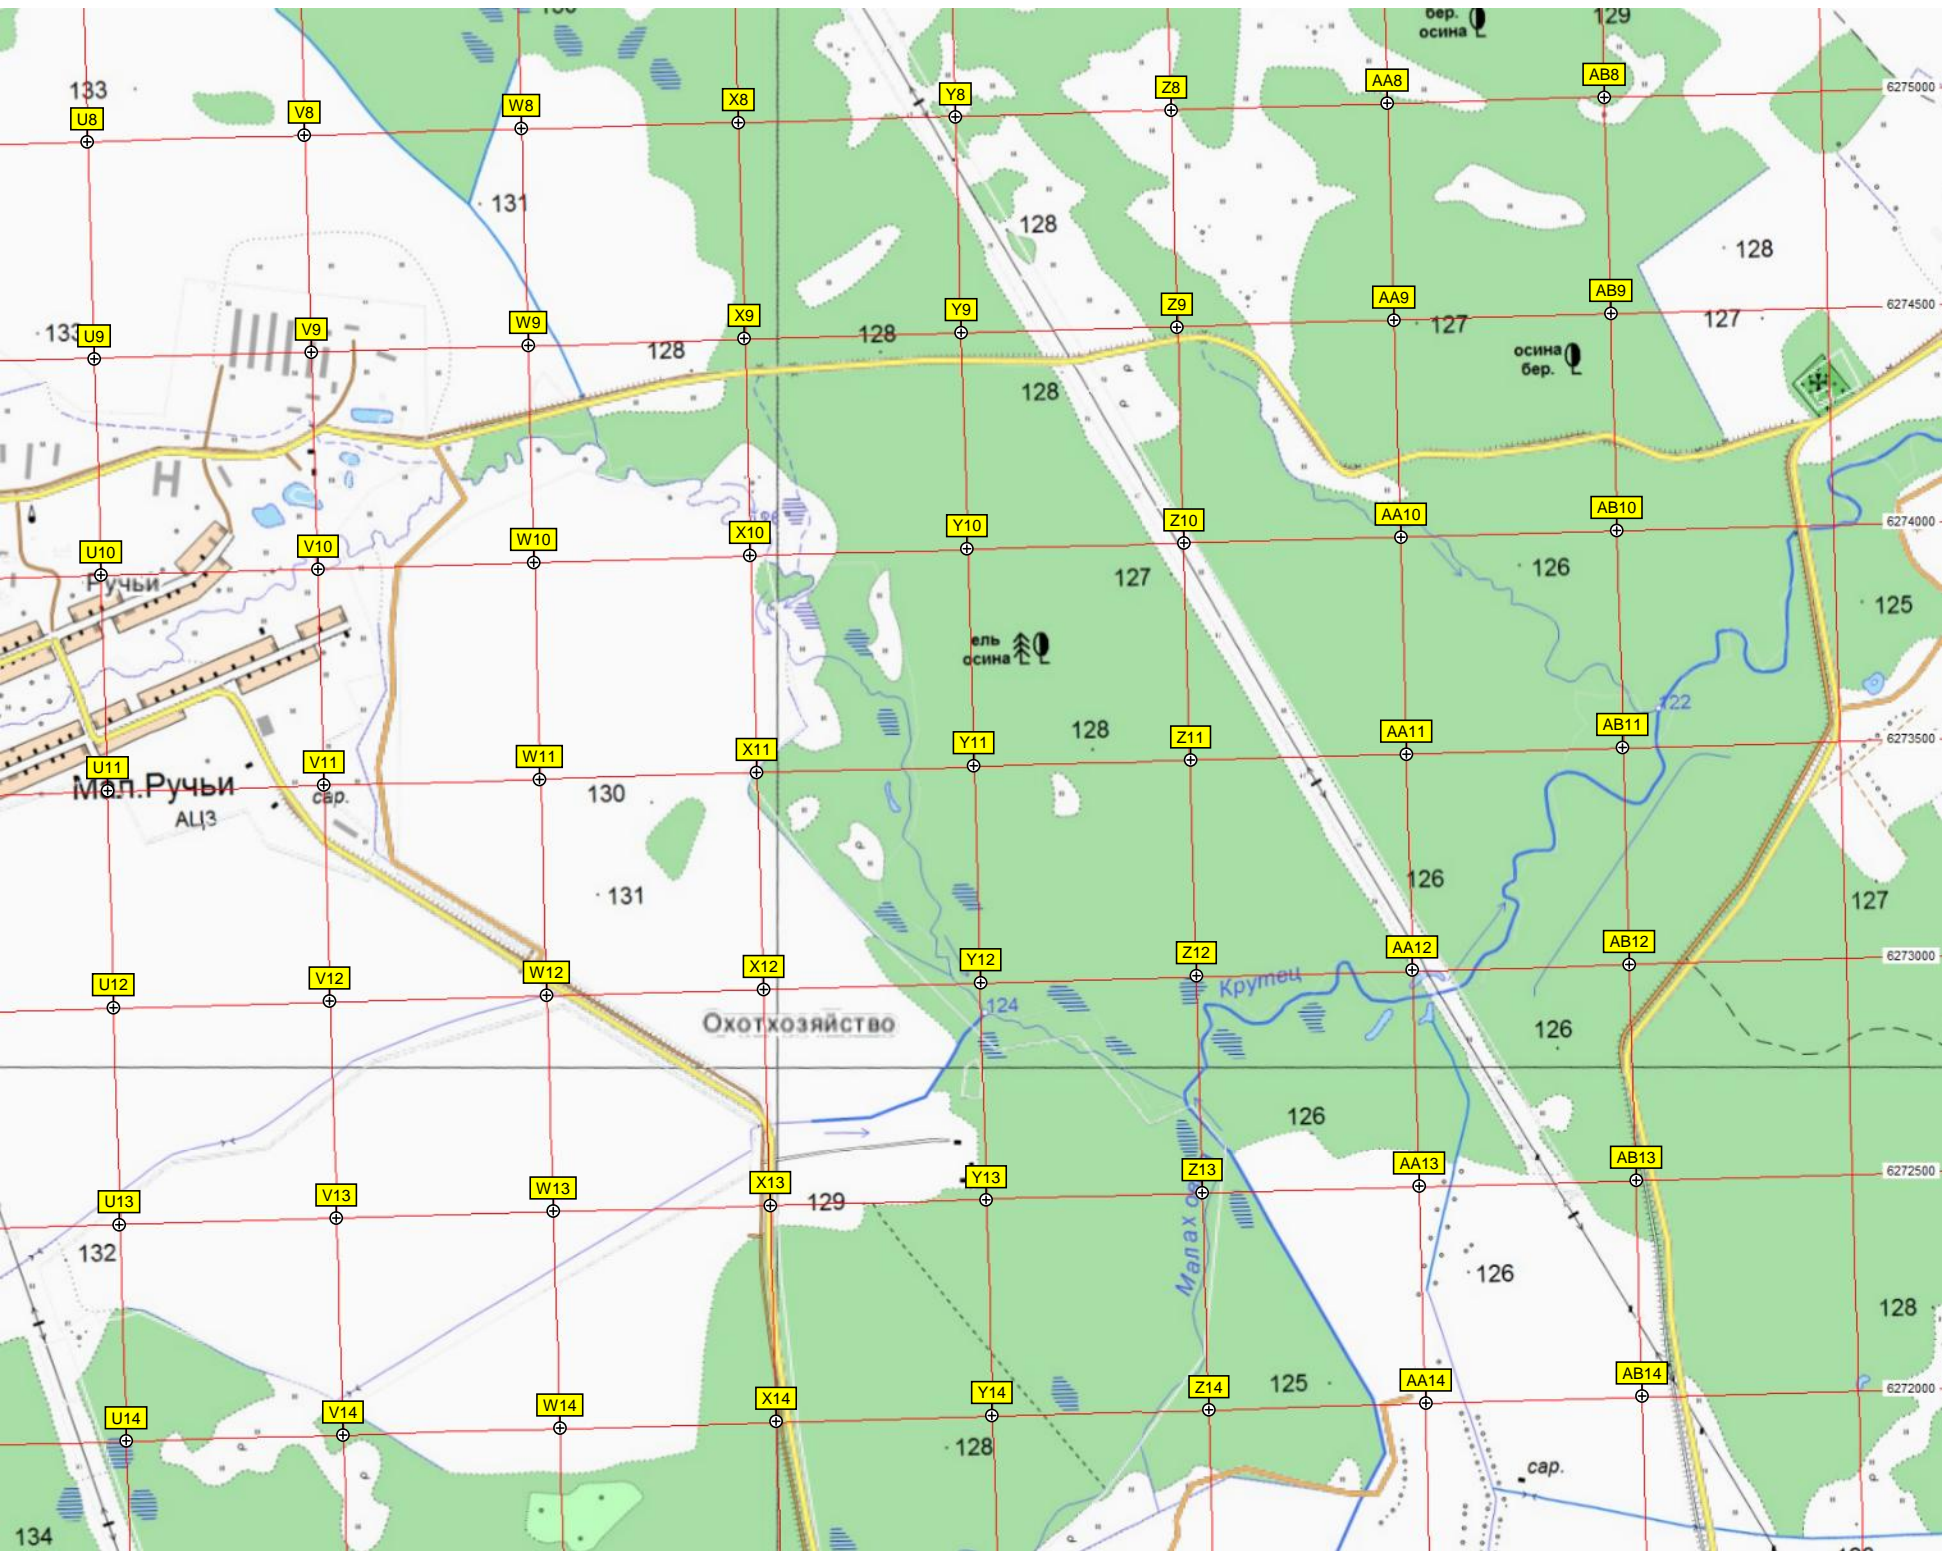 бер.
осина
129
133
U8
V8
W8
X8
Y8
Z8
AA8
AB8
6275000
131
128
128
133
U9
V9
W9
X9
Y9
Z9
AA9
AB9
6274500
128
128
127
127
осина
бер.
128
U10
V10
W10
X10
Y10
Z10
AA10
AB10
6274000
Ручьи
127
126
125
ель
осина
122
128
U11
V11
W11
X11
Y11
Z11
AA11
AB11
6273500
Мал.Ручьи
сар.
АЦЗ
130
131
126
127
U12
V12
W12
X12
Y12
Z12
AA12
AB12
6273000
Крутец
124
Охотхозяйство
126
126
U13
V13
W13
X13
Y13
Z13
AA13
AB13
6272500
129
132
126
128
U14
V14
W14
X14
Y14
Z14
AA14
AB14
6272000
125
128
сар.
134